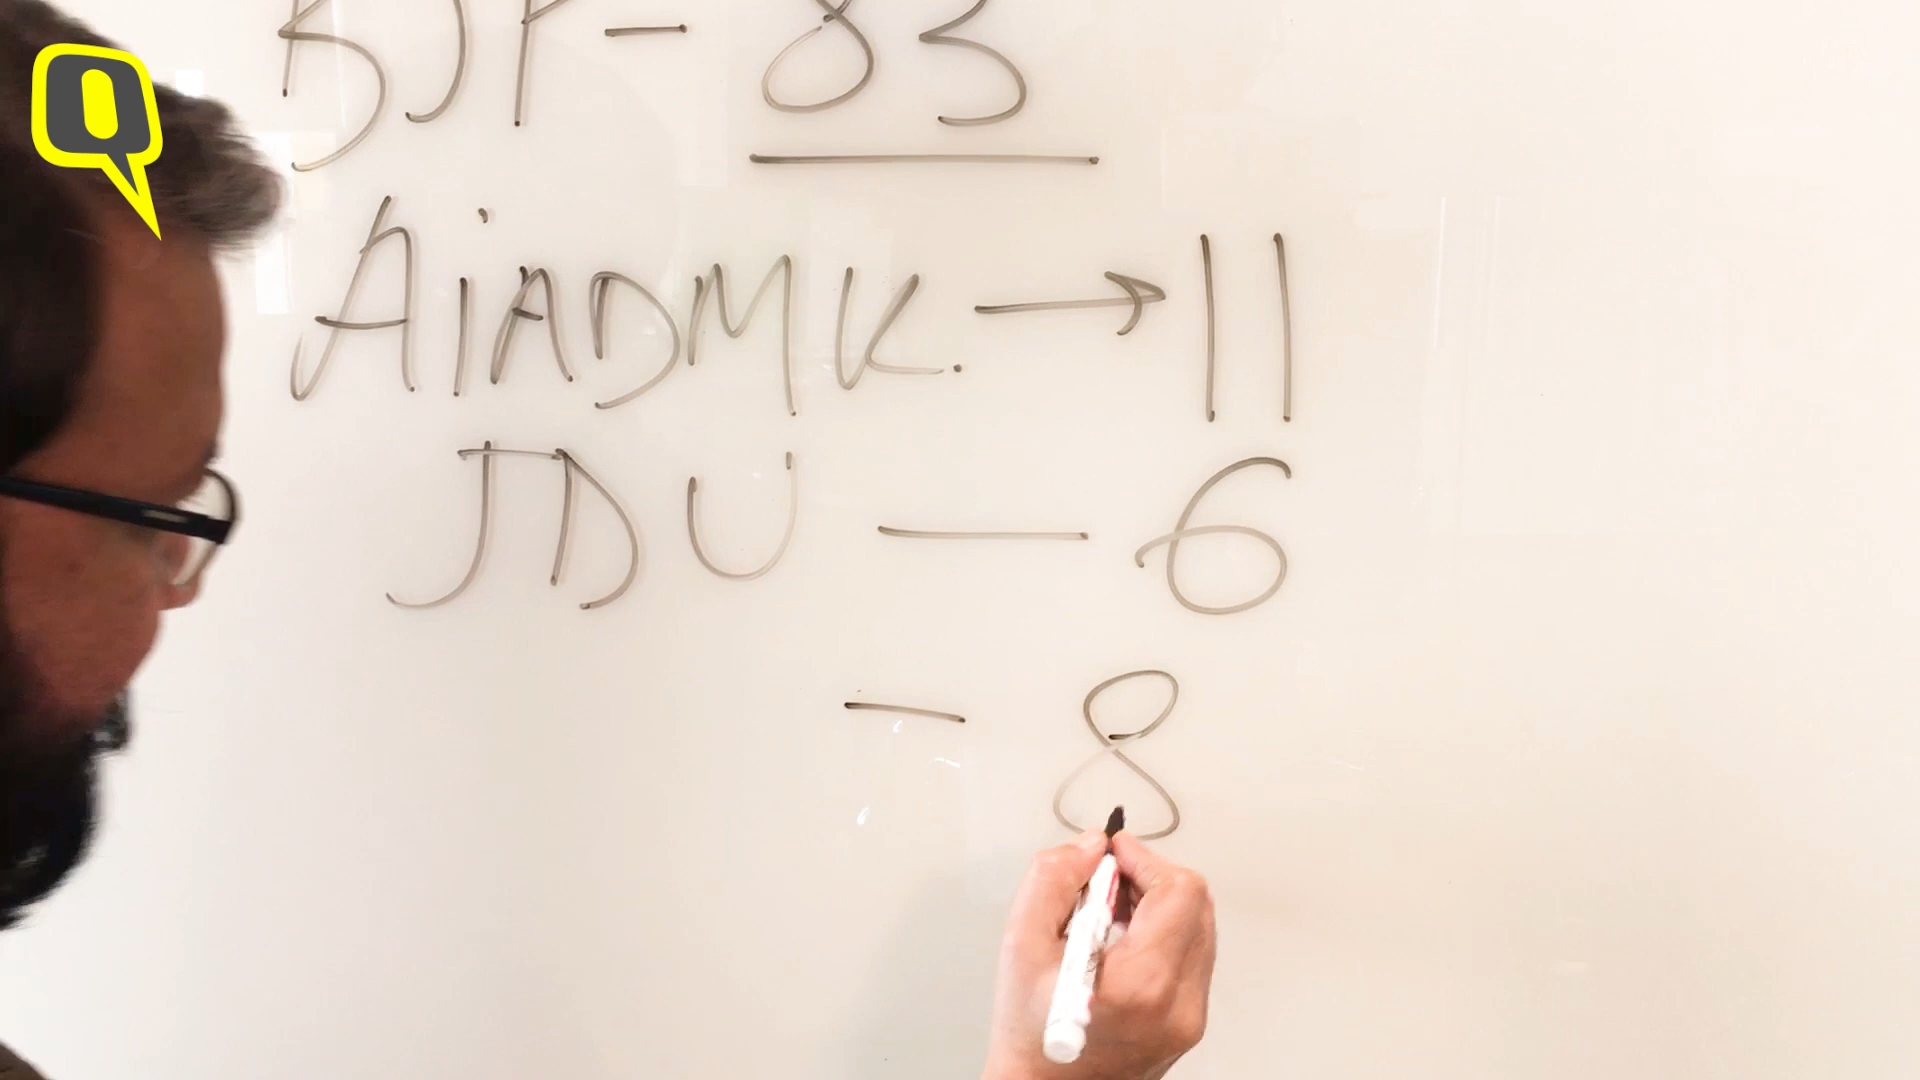 BJP - 83
AiADMK. → 11
JDU - 6
- 8